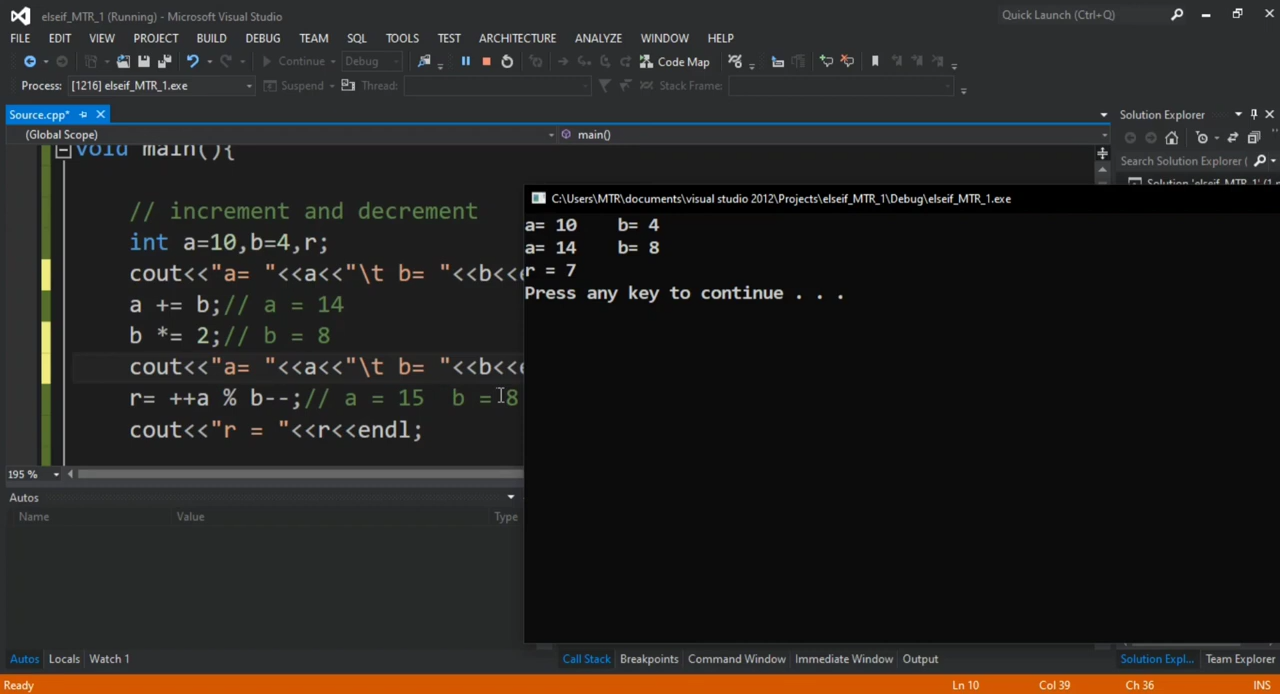 elseif_MTR_1 (Running) - Microsoft Visual Studio
Quick Launch (Ctrl+Q)
FILE EDIT VIEW PROJECT BUILD DEBUG TEAM SQL TOOLS TEST ARCHITECTURE ANALYZE WINDOW HELP
Continue Debug Code Map
Process: [1216] elseif_MTR_1.exe Suspend Thread: Stack Frame:
Source.cpp*
(Global Scope) main()
void main(){
// increment and decrement
int a=10,b=4,r;
cout<<"a= "<<a<<"\t b= "<<b<<e
a += b;// a = 14
b *= 2;// b = 8
cout<<"a= "<<a<<"\t b= "<<b<<e
r= ++a % b--;// a = 15  b = 8
cout<<"r = "<<r<<endl;
195 %
C:\Users\MTR\documents\visual studio 2012\Projects\elseif_MTR_1\Debug\elseif_MTR_1.exe
a= 10 b= 4
a= 14 b= 8
r = 7
Press any key to continue . . .
Solution Explorer
Search Solution Explorer (
Solution 'elseif_MTR_1' (1
Autos
Name Value Type
Autos Locals Watch 1
Call Stack Breakpoints Command Window Immediate Window Output
Solution Expl... Team Explorer
Ready Ln 10 Col 39 Ch 36 INS